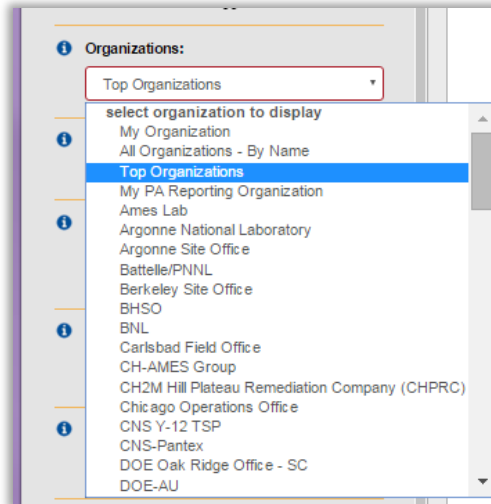 Organizations:
Top Organizations
select organization to display
My Organization
All Organizations - By Name
Top Organizations
My PA Reporting Organization
Ames Lab
Argonne National Laboratory
Argonne Site Office
Battelle/PNNL
Berkeley Site Office
BHSO
BNL
Carlsbad Field Office
CH-AMES Group
CH2M Hill Plateau Remediation Company (CHPRC)
Chicago Operations Office
CNS Y-12 TSP
CNS-Pantex
DOE Oak Ridge Office - SC
DOE-AU